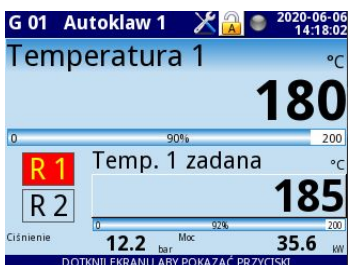 G 01 Autoklaw 1 A 2020-06-06
14:18:02
Temperatura 1 °C
180
0 90% 200
R 1 Temp. 1 zadana °C
R 2 185
0 92% 200
Ciśnienie 12.2 bar Moc 35.6 kW
DOTKNIJ EKRANU ABY POKAZAĆ PRZYCISKI